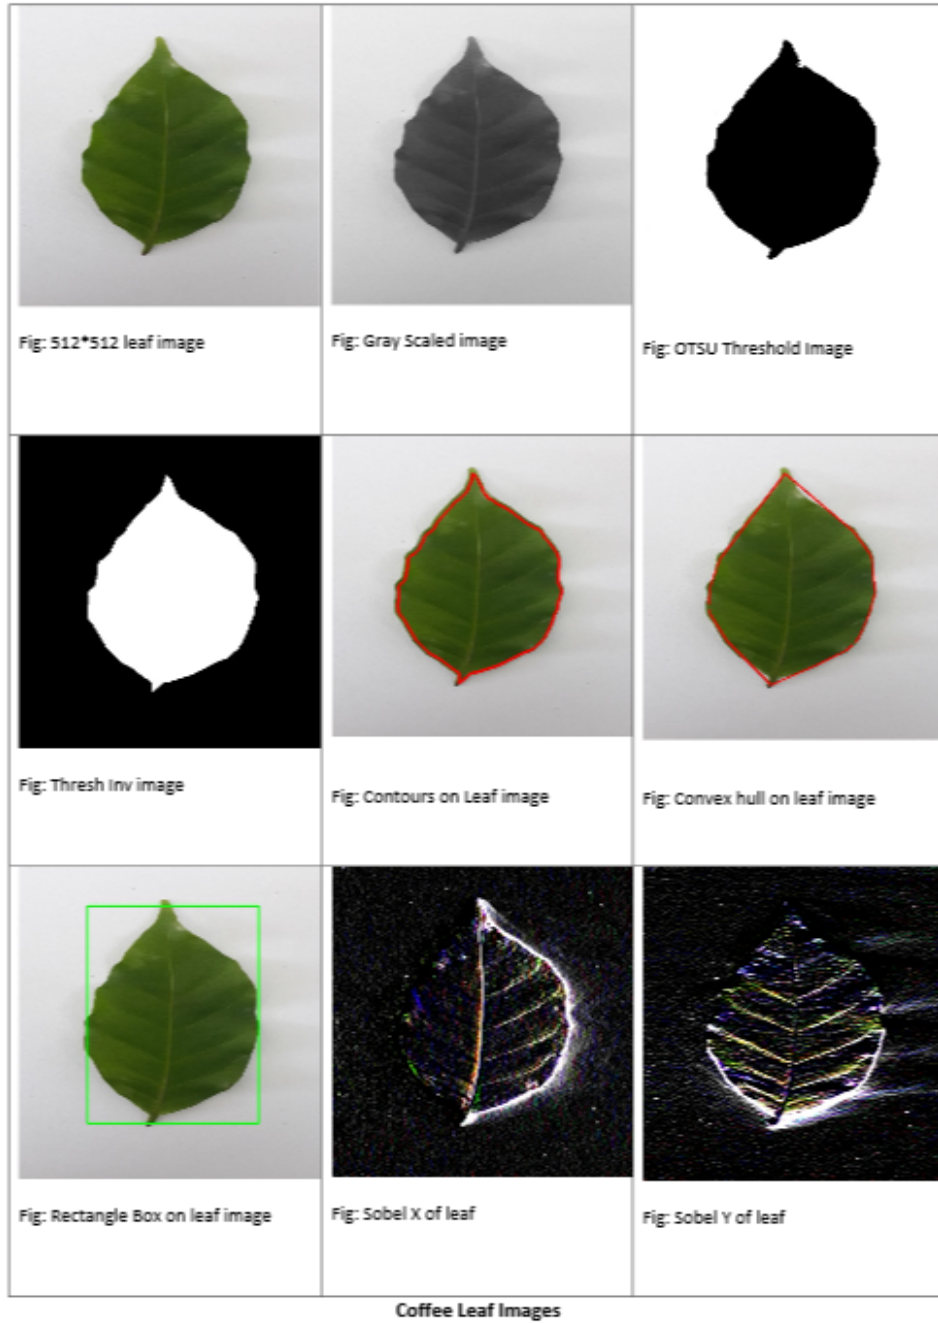 Fig: 512*512 leaf image
Fig: Gray Scaled image
Fig: OTSU Threshold Image
Fig: Thresh Inv image
Fig: Contours on Leaf image
Fig: Convex hull on leaf image
Fig: Rectangle Box on leaf image
Fig: Sobel X of leaf
Fig: Sobel Y of leaf
Coffee Leaf Images